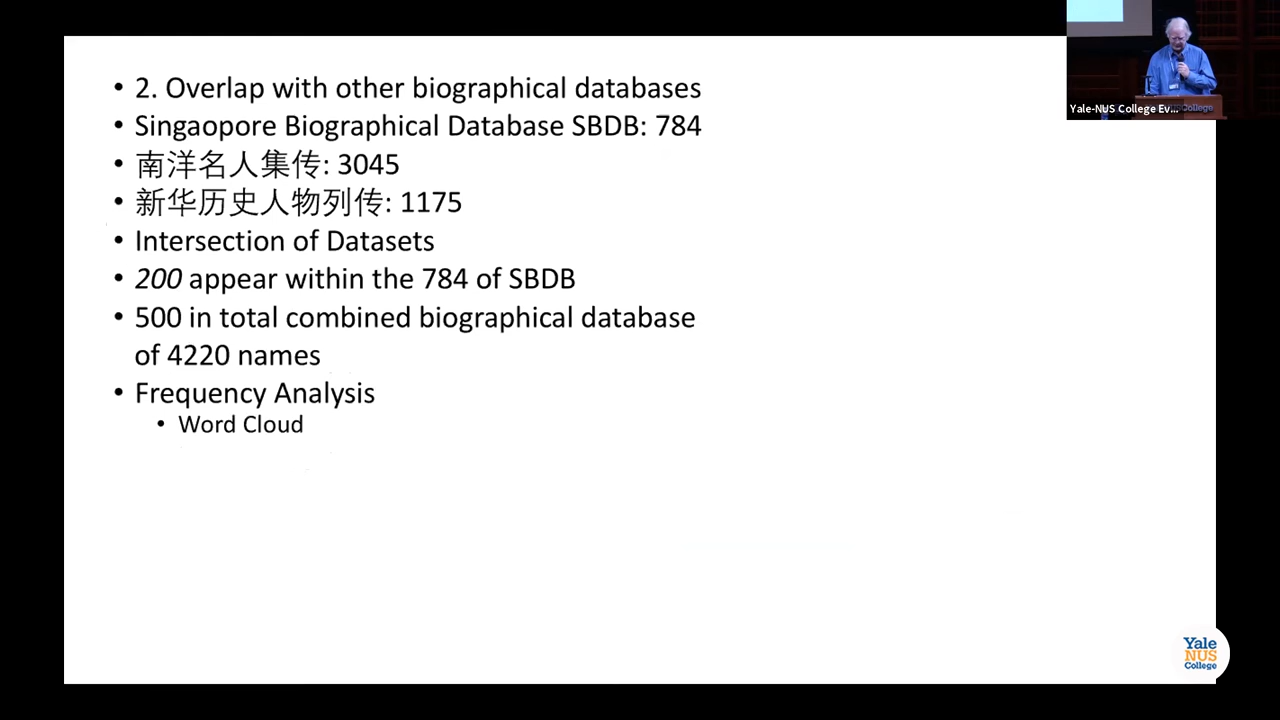 • 2. Overlap with other biographical databases
• Singaopore Biographical Database SBDB: 784
• 南洋名人集传: 3045
• 新华历史人物列传: 1175
• Intersection of Datasets
• 200 appear within the 784 of SBDB
• 500 in total combined biographical database
of 4220 names
• Frequency Analysis
• Word Cloud
Yale-NUS College Ev...
College
Yale
NUS
College